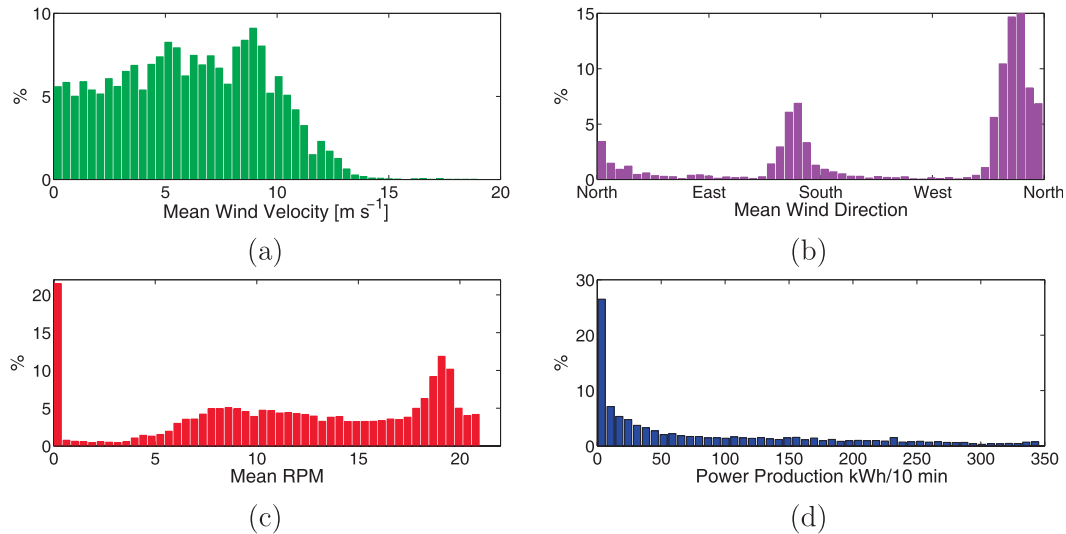 10
5
0
%
0 5 10 15 20
Mean Wind Velocity [m s⁻¹]
(a)
15
10
5
0
%
North East South West North
Mean Wind Direction
(b)
20
15
10
5
0
%
0 5 10 15 20
Mean RPM
(c)
30
20
10
0
%
0 50 100 150 200 250 300 350
Power Production kWh/10 min
(d)